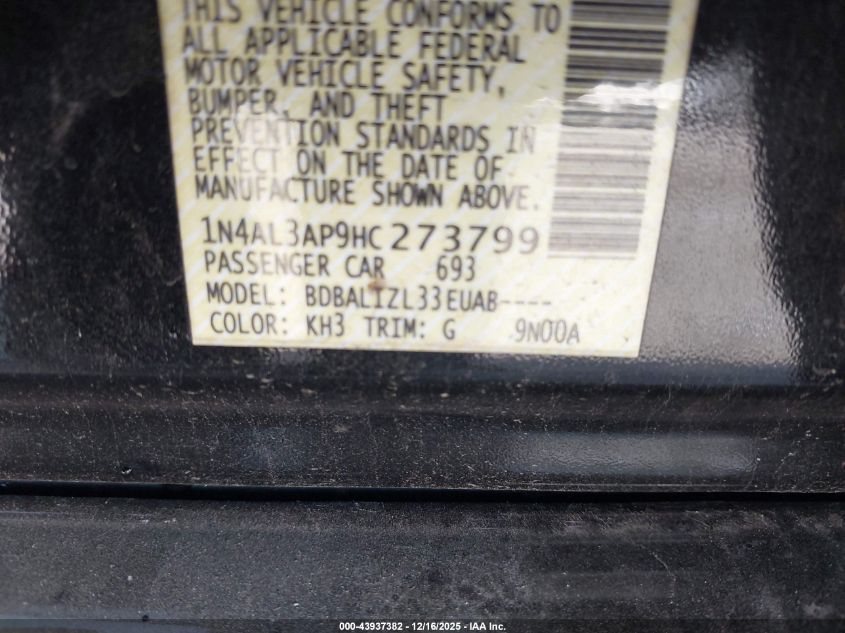 THIS VEHICLE CONFORMS TO
ALL APPLICABLE FEDERAL
MOTOR VEHICLE SAFETY,
BUMPER, AND THEFT
PREVENTION STANDARDS IN
EFFECT ON THE DATE OF
MANUFACTURE SHOWN ABOVE.
1N4AL3AP9HC273799
PASSENGER CAR 693
MODEL: BDBALIZL33EUAB----
COLOR: KH3 TRIM: G 9N00A
000-43937382 - 12/16/2025 - IAA Inc.